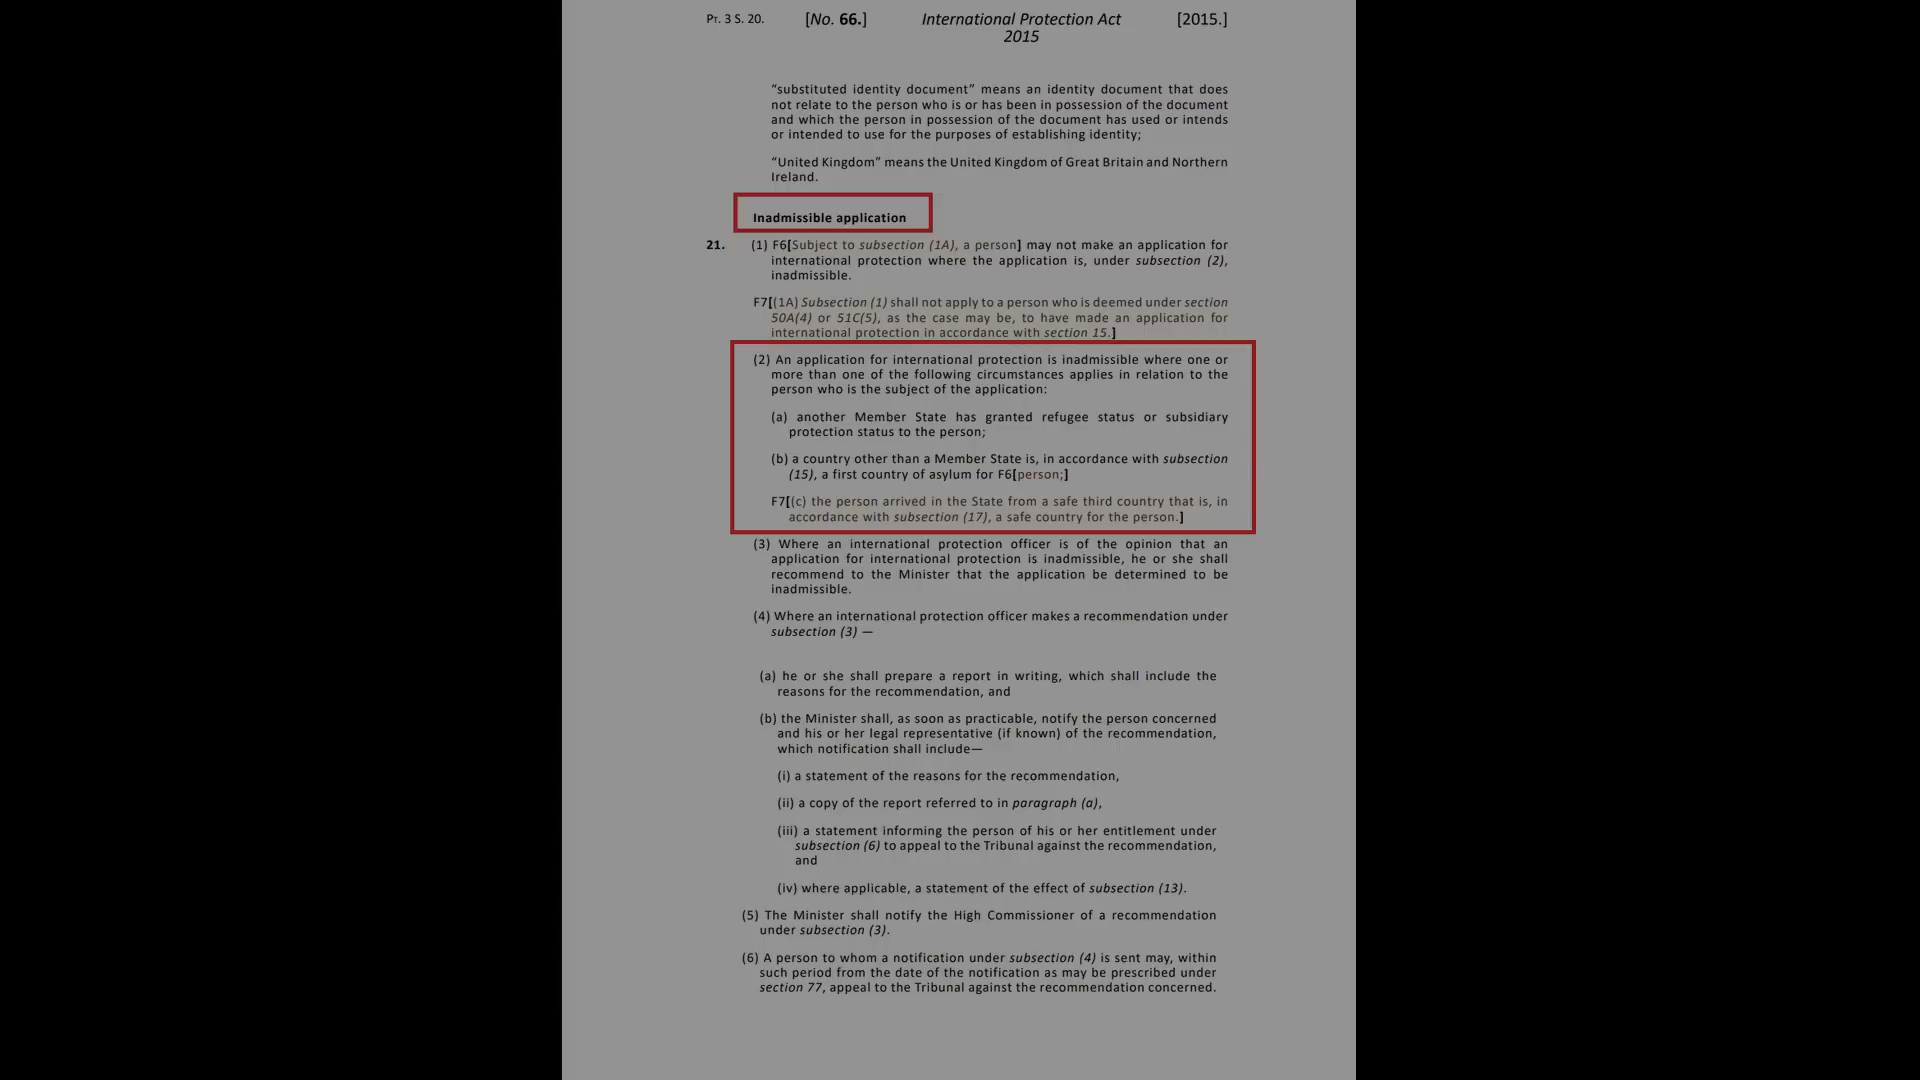 PT. 3 S. 20. [No. 66.] International Protection Act [2015.]
2015
“substituted identity document” means an identity document that does
not relate to the person who is or has been in possession of the document
and which the person in possession of the document has used or intends
or intended to use for the purposes of establishing identity;
“United Kingdom” means the United Kingdom of Great Britain and Northern
Ireland.
Inadmissible application
21. (1) F6[Subject to subsection (1A), a person] may not make an application for
international protection where the application is, under subsection (2),
inadmissible.
F7[(1A) Subsection (1) shall not apply to a person who is deemed under section
50A(4) or 51C(5), as the case may be, to have made an application for
international protection in accordance with section 15.]
(2) An application for international protection is inadmissible where one or
more than one of the following circumstances applies in relation to the
person who is the subject of the application:
(a) another Member State has granted refugee status or subsidiary
protection status to the person;
(b) a country other than a Member State is, in accordance with subsection
(15), a first country of asylum for F6[person;]
F7[(c) the person arrived in the State from a safe third country that is, in
accordance with subsection (17), a safe country for the person.]
(3) Where an international protection officer is of the opinion that an
application for international protection is inadmissible, he or she shall
recommend to the Minister that the application be determined to be
inadmissible.
(4) Where an international protection officer makes a recommendation under
subsection (3) —
(a) he or she shall prepare a report in writing, which shall include the
reasons for the recommendation, and
(b) the Minister shall, as soon as practicable, notify the person concerned
and his or her legal representative (if known) of the recommendation,
which notification shall include—
(i) a statement of the reasons for the recommendation,
(ii) a copy of the report referred to in paragraph (a),
(iii) a statement informing the person of his or her entitlement under
subsection (6) to appeal to the Tribunal against the recommendation,
and
(iv) where applicable, a statement of the effect of subsection (13).
(5) The Minister shall notify the High Commissioner of a recommendation
under subsection (3).
(6) A person to whom a notification under subsection (4) is sent may, within
such period from the date of the notification as may be prescribed under
section 77, appeal to the Tribunal against the recommendation concerned.